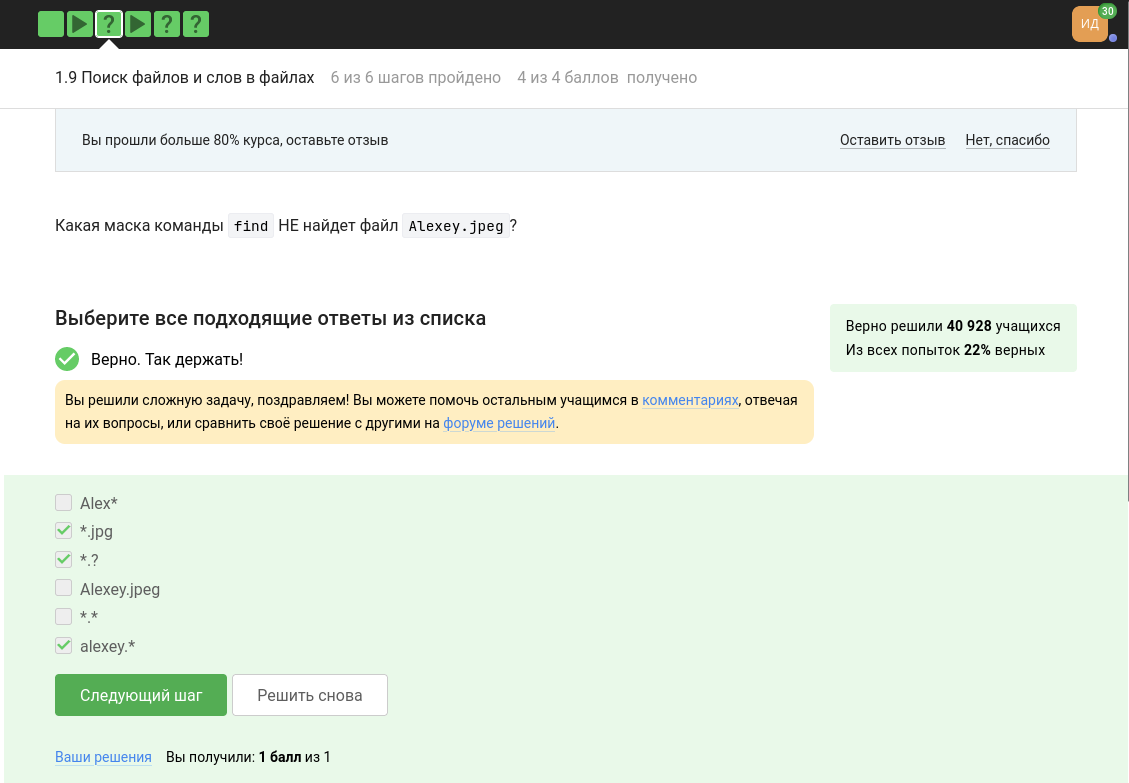 ? ? ?
ИД 30
1.9 Поиск файлов и слов в файлах 6 из 6 шагов пройдено 4 из 4 баллов получено
Вы прошли больше 80% курса, оставьте отзыв Оставить отзыв Нет, спасибо
Какая маска команды find НЕ найдет файл Alexey.jpeg?
Выберите все подходящие ответы из списка
Верно решили 40 928 учащихся
Из всех попыток 22% верных
Верно. Так держать!
Вы решили сложную задачу, поздравляем! Вы можете помочь остальным учащимся в комментариях, отвечая
на их вопросы, или сравнить своё решение с другими на форуме решений.
Alex*
*.jpg
*.?
Alexey.jpeg
*.*
alexey.*
Следующий шаг Решить снова
Ваши решения Вы получили: 1 балл из 1